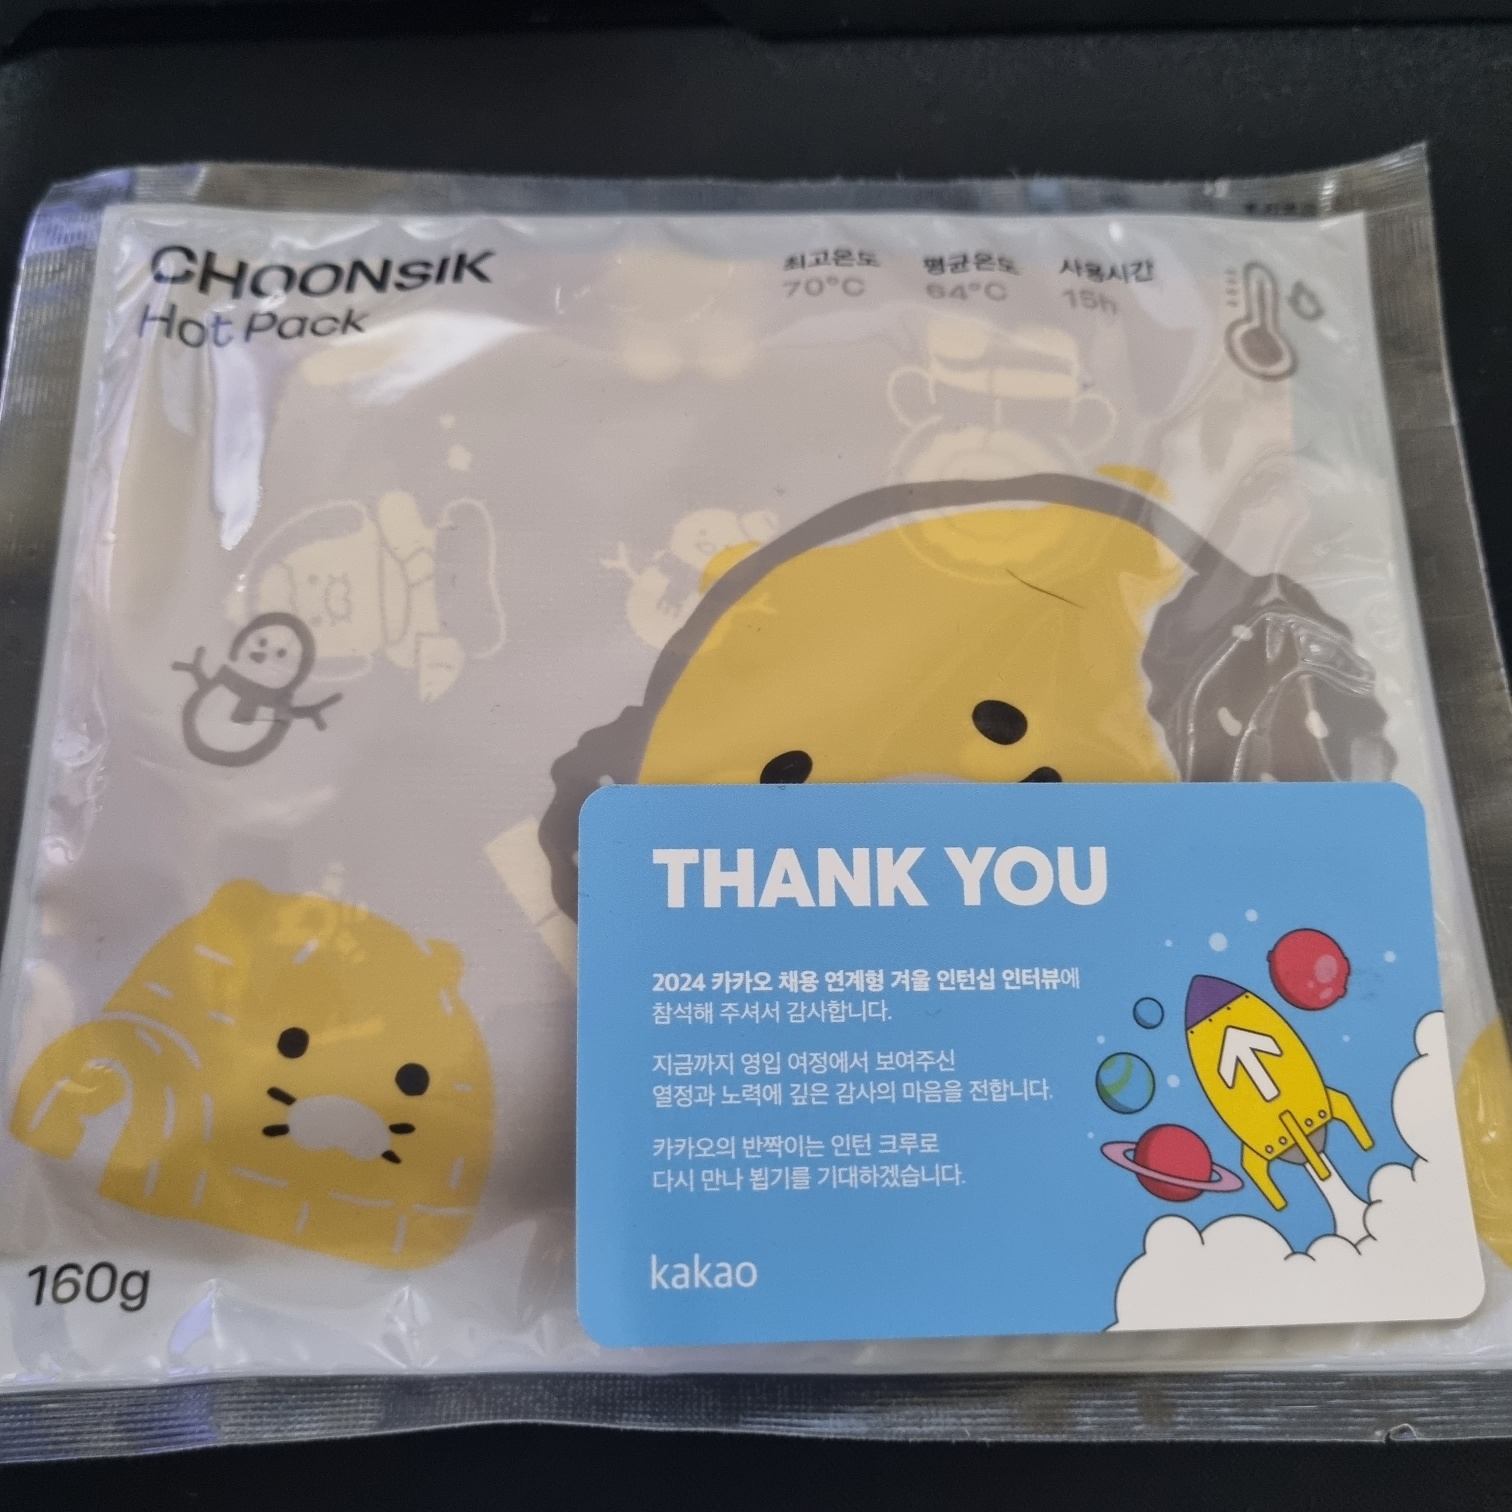 CHOONSIK
Hot Pack
최고온도 평균온도 사용시간
70°C 64°C 15h
THANK YOU
2024 카카오 채용 연계형 겨울 인턴십 인터뷰에
참석해 주셔서 감사합니다.
지금까지 영입 여정에서 보여주신
열정과 노력에 깊은 감사의 마음을 전합니다.
카카오의 반짝이는 인턴 크루로
다시 만나 뵙기를 기대하겠습니다.
kakao
160g